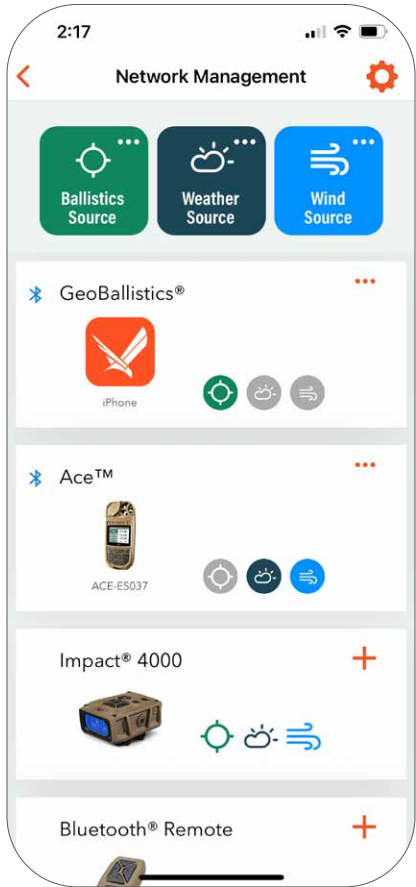 2:17
Network Management
Ballistics
Source
Weather
Source
Wind
Source
GeoBallistics®
iPhone
Ace™
ACE-ES037
Impact® 4000
Bluetooth® Remote